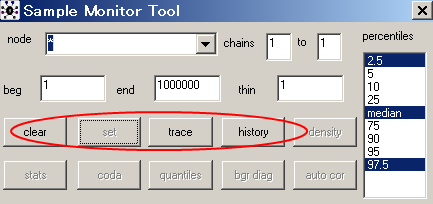 Sample Monitor Tool
node * chains 1 to 1 percentiles
2.5
5
10
25
median
75
90
95
97.5
beg 1 end 1000000 thin 1
clear set trace history density
stats coda quantiles bgr diag auto cor